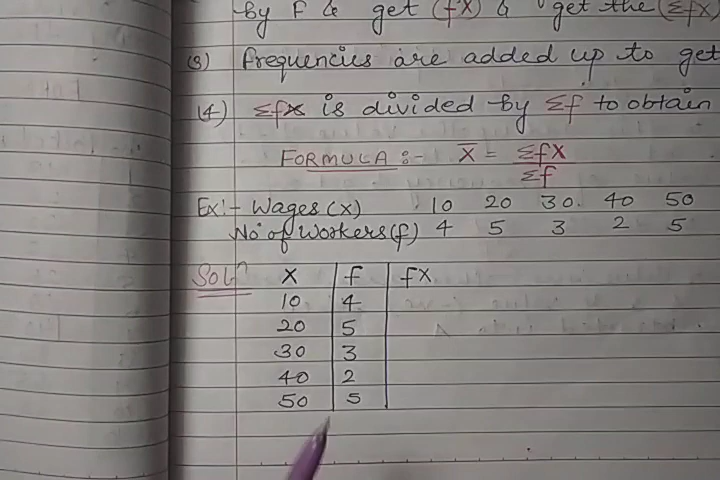 by F & get (fX) & get the (ΣfX)
(3) frequencies are added up to get
(4) Σfx is divided by Σf to obtain
FORMULA :- X̄ = ΣfX / Σf
Ex:- Wages (X) 10 20 30. 40 50
No of Workers (f) 4 5 3 2 5
Solⁿ X f fX
10 4
20 5
30 3
40 2
50 5